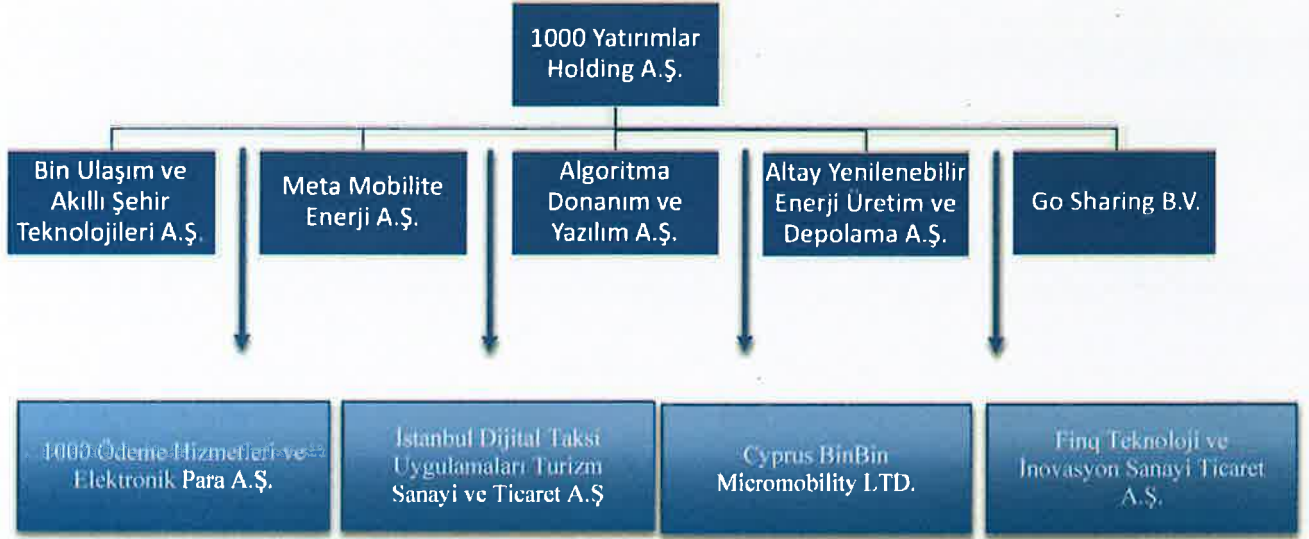 1000 Yatırımlar
Holding A.Ş.
Bin Ulaşım ve
Akıllı Şehir
Teknolojileri A.Ş.
Meta Mobilite
Enerji A.Ş.
Algoritma
Donanım ve
Yazılım A.Ş.
Altay Yenilenebilir
Enerji Üretim ve
Depolama A.Ş.
Go Sharing B.V.
1000 Ödeme Hizmetleri ve
Elektronik Para A.Ş.
İstanbul Dijital Taksi
Uygulamaları Turizm
Sanayi ve Ticaret A.Ş
Cyprus BinBin
Micromobility LTD.
Finq Teknoloji ve
İnovasyon Sanayi Ticaret
A.Ş.